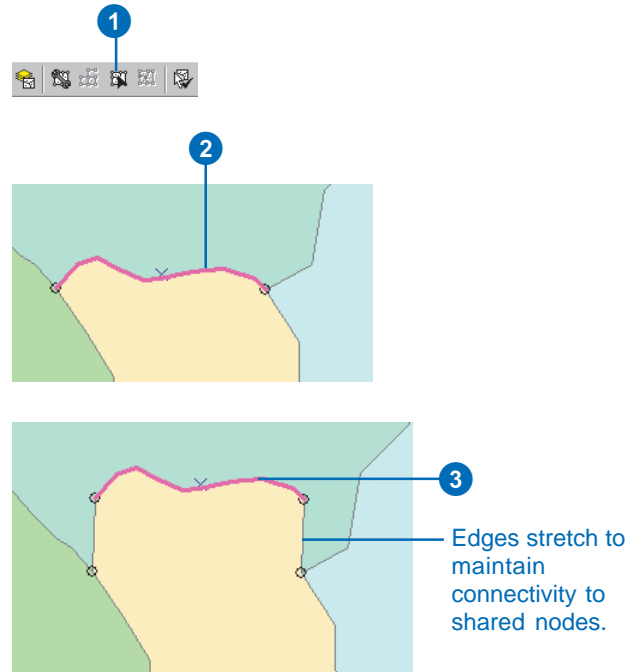 1
2
3
Edges stretch to
maintain
connectivity to
shared nodes.